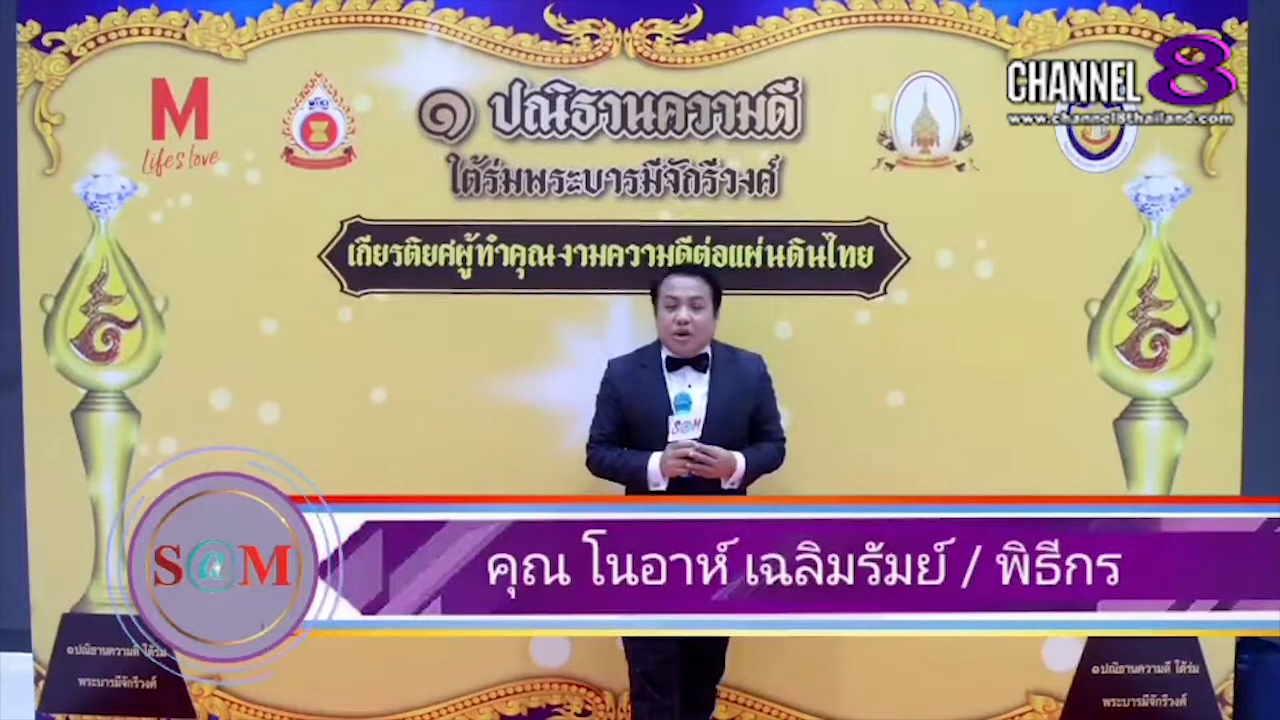 CHANNEL 8
www.channel8thailand.com
M
Life's love
๑ ปณิธานความดี
ใต้ร่มพระบารมีจักรีวงศ์
เกียรติยศผู้ทำคุณงามความดีต่อแผ่นดินไทย
S@M
S@M
คุณ โนอาห์ เฉลิมรัมย์ / พิธีกร
๑ปณิธานความดี ใต้ร่ม
พระบารมีจักรีวงศ์
๑ปณิธานความดี ใต้ร่ม
พระบารมีจักรีวงศ์